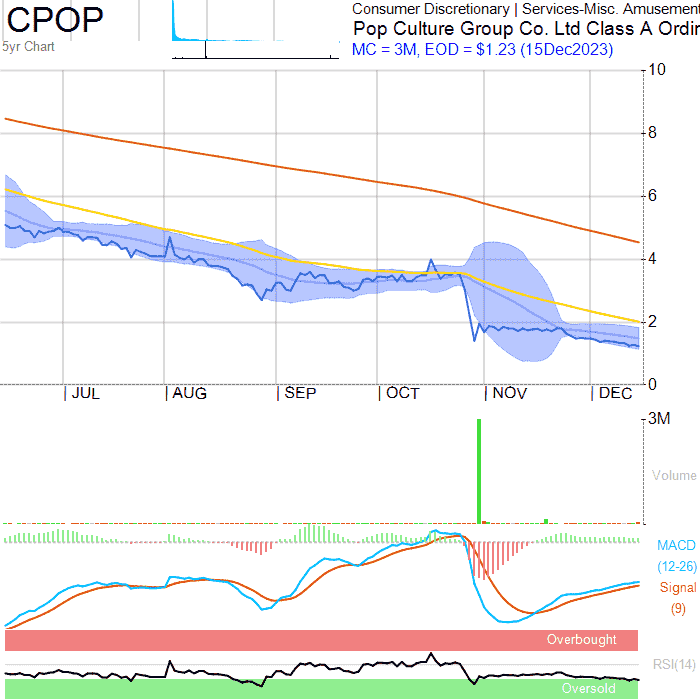 CPOP
5yr Chart
Consumer Discretionary | Services-Misc. Amusement
Pop Culture Group Co. Ltd Class A Ordin
MC = 3M, EOD = $1.23 (15Dec2023)
10
8
6
4
2
0
JUL AUG SEP OCT NOV DEC
3M
Volume
MACD
(12-26)
Signal
(9)
Overbought
RSI(14)
Oversold